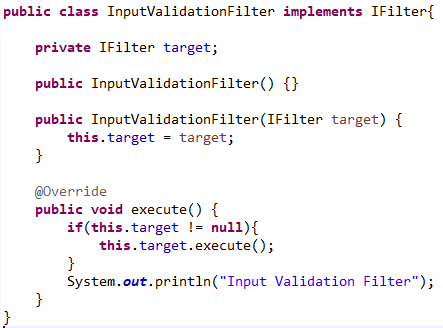 public class InputValidationFilter implements IFilter{
private IFilter target;
public InputValidationFilter() {}
public InputValidationFilter(IFilter target) {
this.target = target;
}
@Override
public void execute() {
if(this.target != null){
this.target.execute();
}
System.out.println("Input Validation Filter");
}
}